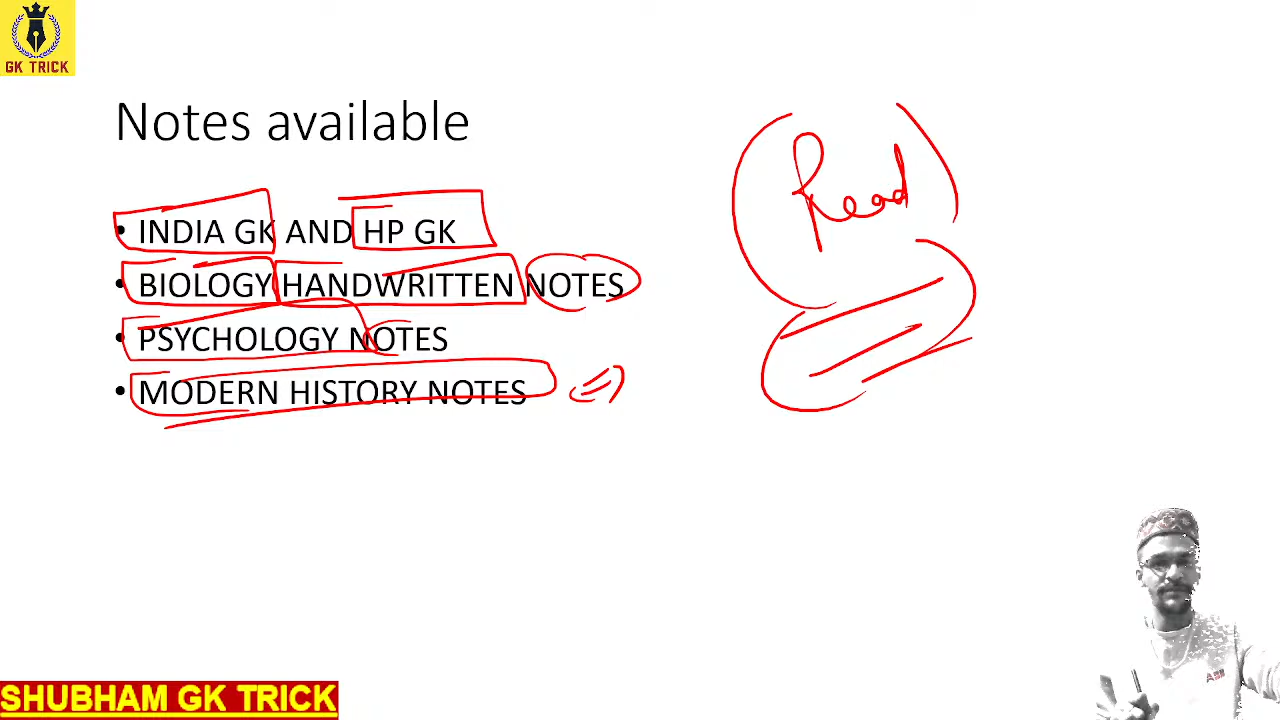 GK TRICK
Notes available
• INDIA GK AND HP GK
• BIOLOGY HANDWRITTEN NOTES
• PSYCHOLOGY NOTES
• MODERN HISTORY NOTES
Read
ABB
SHUBHAM GK TRICK